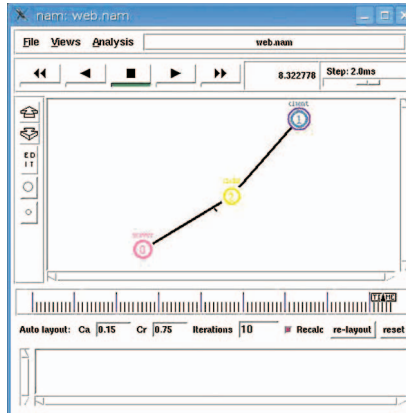 nam: web.nam
File Views Analysis web.nam
8.322778 Step: 2.0ms
client
1
ED
IT
2
server
0
TIME
Auto layout: Ca 0.15 Cr 0.75 Iterations 10 Recalc re-layout reset